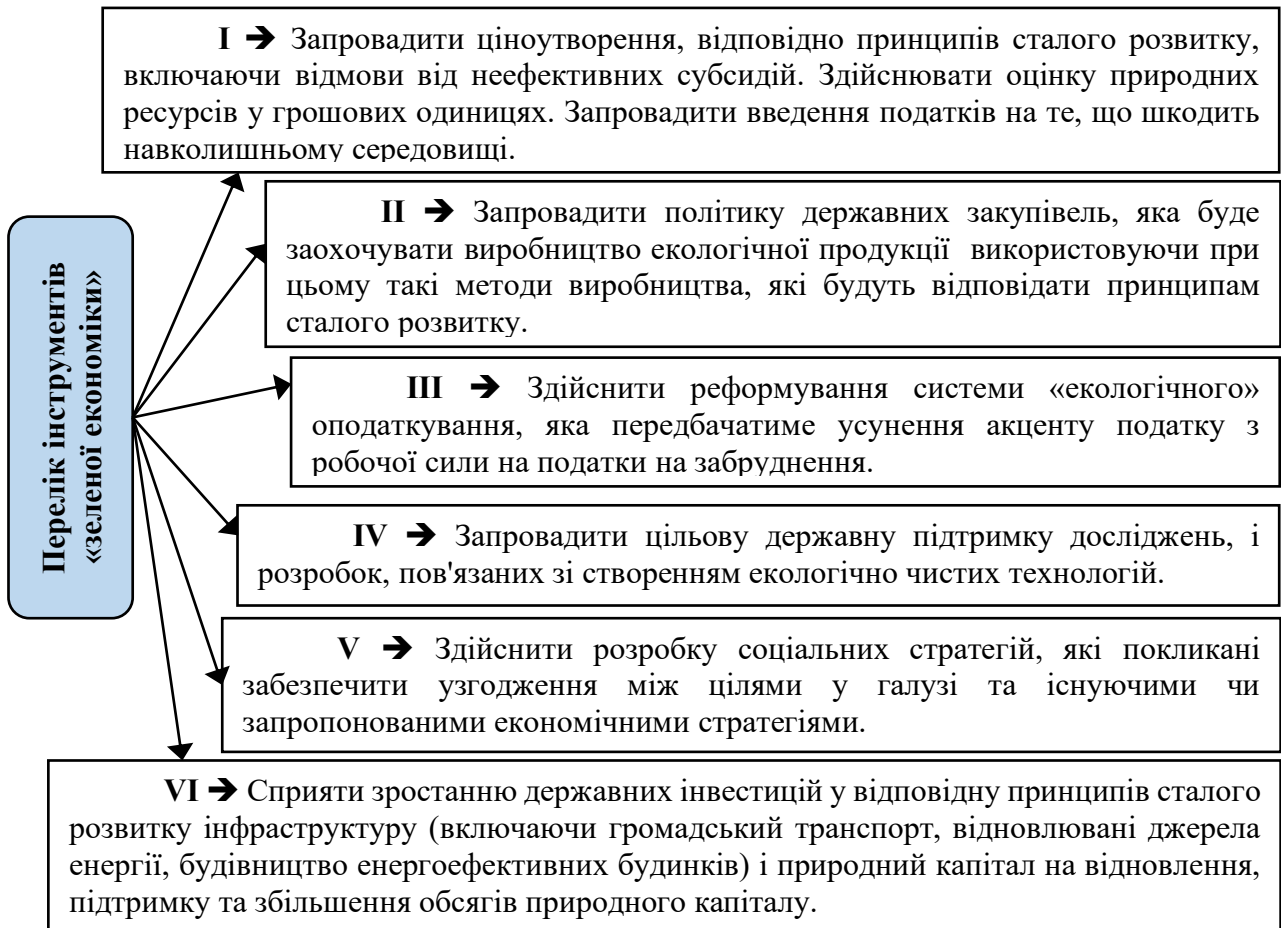 I ➔ Запровадити ціноутворення, відповідно принципів сталого розвитку,
включаючи відмови від неефективних субсидій. Здійснювати оцінку природних
ресурсів у грошових одиницях. Запровадити введення податків на те, що шкодить
навколишньому середовищі.
Перелік інструментів
«зеленої економіки»
II ➔ Запровадити політику державних закупівель, яка буде
заохочувати виробництво екологічної продукції використовуючи при
цьому такі методи виробництва, які будуть відповідати принципам
сталого розвитку.
III ➔ Здійснити реформування системи «екологічного»
оподаткування, яка передбачатиме усунення акценту податку з
робочої сили на податки на забруднення.
IV ➔ Запровадити цільову державну підтримку досліджень, і
розробок, пов'язаних зі створенням екологічно чистих технологій.
V ➔ Здійснити розробку соціальних стратегій, які покликані
забезпечити узгодження між цілями у галузі та існуючими чи
запропонованими економічними стратегіями.
VI ➔ Сприяти зростанню державних інвестицій у відповідну принципів сталого
розвитку інфраструктуру (включаючи громадський транспорт, відновлювані джерела
енергії, будівництво енергоефективних будинків) і природний капітал на відновлення,
підтримку та збільшення обсягів природного капіталу.